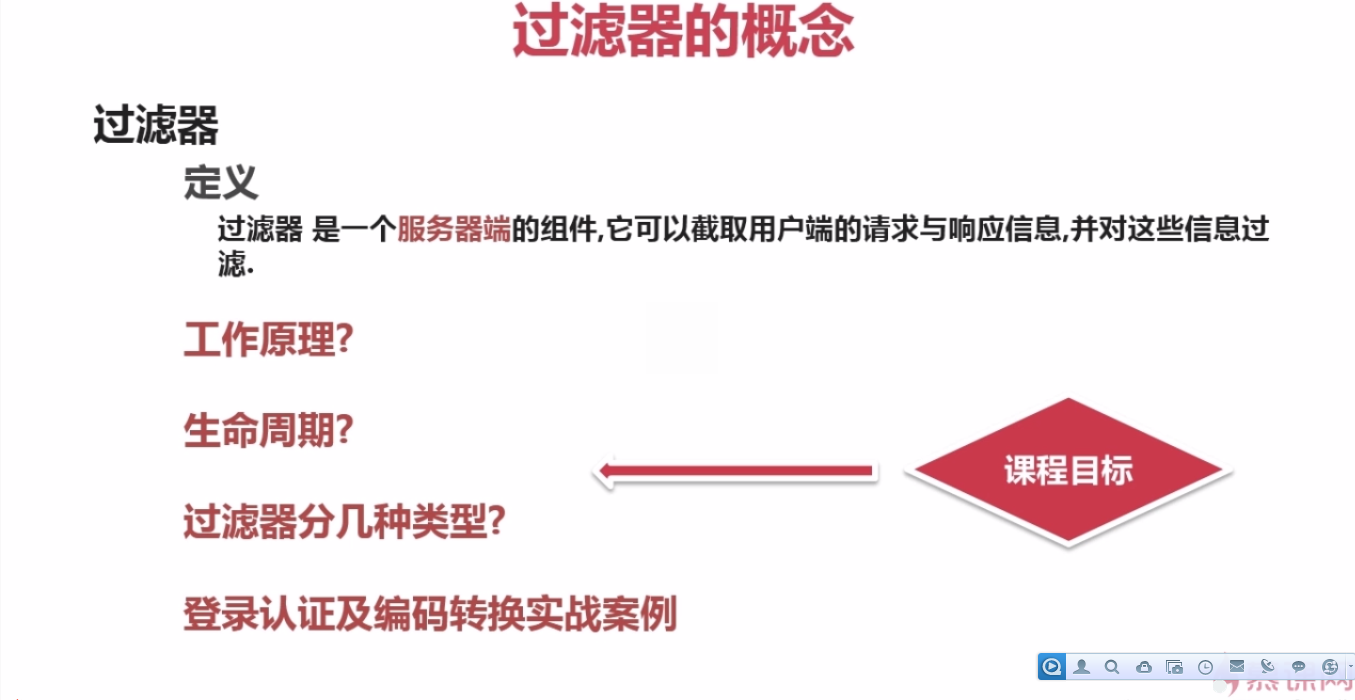 过滤器的概念
过滤器
定义
过滤器 是一个服务器端的组件,它可以截取用户端的请求与响应信息,并对这些信息过
滤.
工作原理?
生命周期?
课程目标
过滤器分几种类型?
登录认证及编码转换实战案例